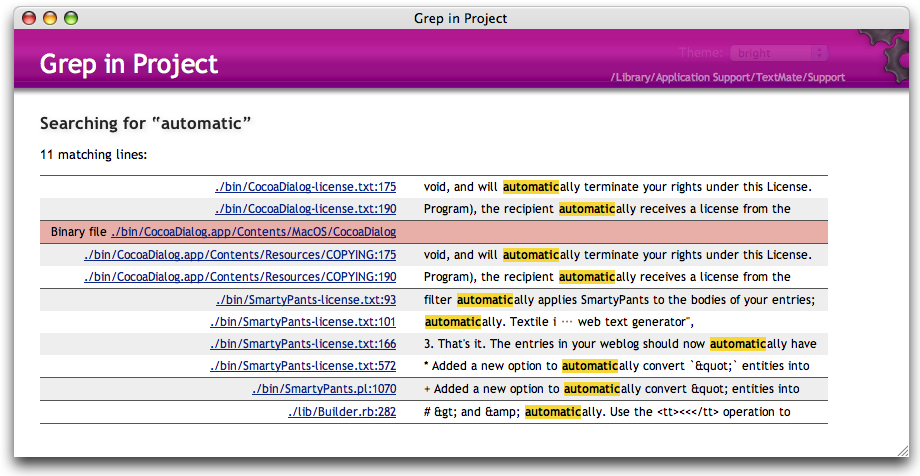 Grep in Project
Theme: bright
Grep in Project
/Library/Application Support/TextMate/Support
Searching for “automatic”
11 matching lines:
./bin/CocoaDialog-license.txt:175 void, and will automatically terminate your rights under this License.
./bin/CocoaDialog-license.txt:190 Program), the recipient automatically receives a license from the
Binary file ./bin/CocoaDialog.app/Contents/MacOS/CocoaDialog
./bin/CocoaDialog.app/Contents/Resources/COPYING:175 void, and will automatically terminate your rights under this License.
./bin/CocoaDialog.app/Contents/Resources/COPYING:190 Program), the recipient automatically receives a license from the
./bin/SmartyPants-license.txt:93 filter automatically applies SmartyPants to the bodies of your entries;
./bin/SmartyPants-license.txt:101 automatically. Textile i ··· web text generator",
./bin/SmartyPants-license.txt:166 3. That's it. The entries in your weblog should now automatically have
./bin/SmartyPants-license.txt:572 * Added a new option to automatically convert `&quot;` entities into
./bin/SmartyPants.pl:1070 + Added a new option to automatically convert &quot; entities into
./lib/Builder.rb:282 # &gt; and &amp; automatically. Use the <tt><<</tt> operation to